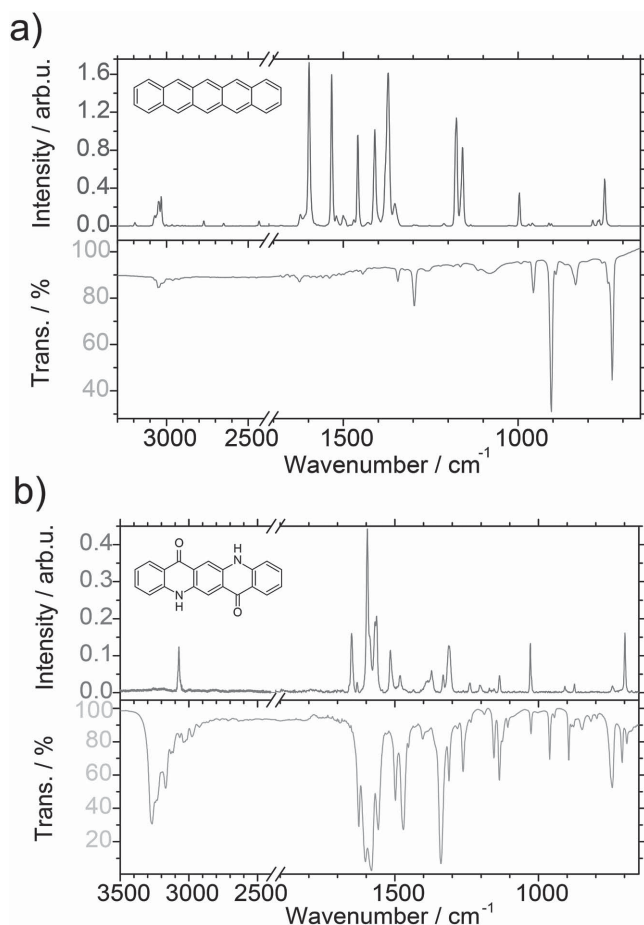 a)
Intensity / arb.u.
1.6
1.2
0.8
0.4
0.0
Trans. / %
100
80
60
40
3000 2500 1500 1000
Wavenumber / cm-1
b)
Intensity / arb.u.
0.4
0.3
0.2
0.1
0.0
O
H
N
N
H
O
Trans. / %
100
80
60
40
20
3500 3000 2500 1500 1000
Wavenumber / cm-1